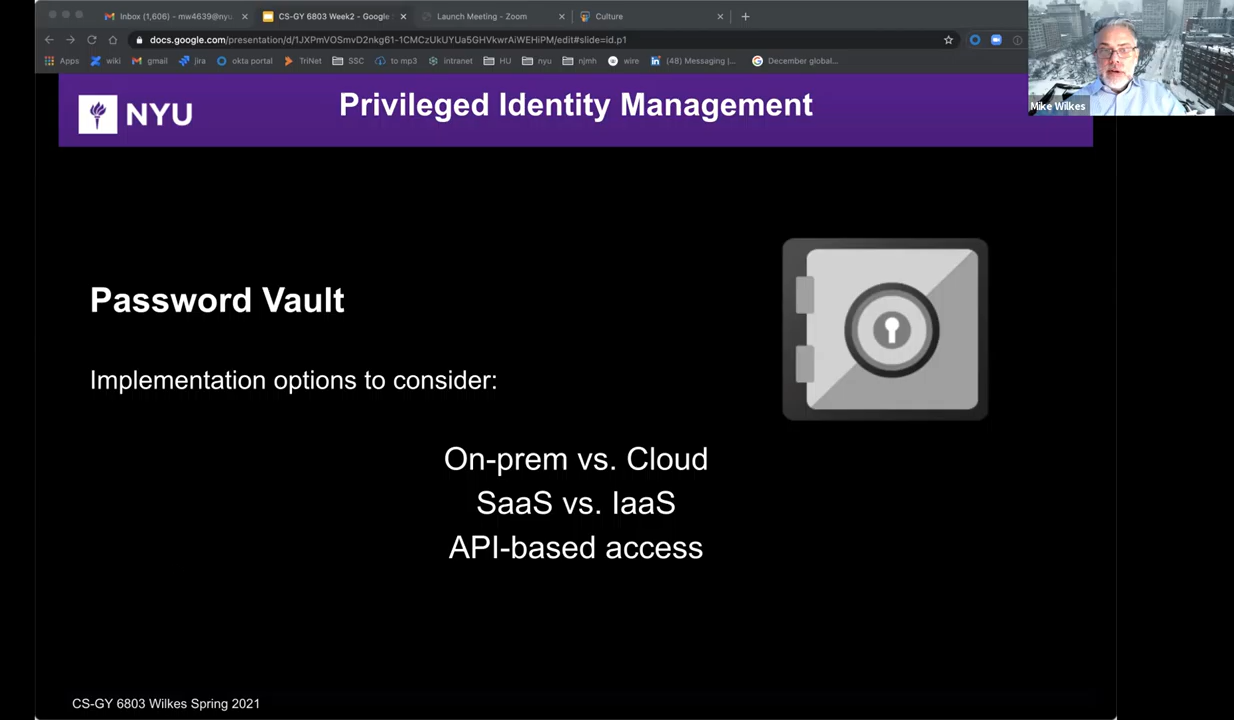 Inbox (1,606) - mw4639@nyu
CS-GY 6803 Week2 - Google
Launch Meeting - Zoom
Culture
docs.google.com/presentation/d/1JXPmVOSmvD2nkg61-1CMCzUkUYUa5GHVkwrAiWEHiPM/edit#slide=id.p1
Apps wiki gmail jira okta portal TriNet SSC to mp3 intranet HU nyu njmh wire (48) Messaging |... December global...
Mike Wilkes
NYU
Privileged Identity Management
Password Vault
Implementation options to consider:
On-prem vs. Cloud
SaaS vs. IaaS
API-based access
CS-GY 6803 Wilkes Spring 2021